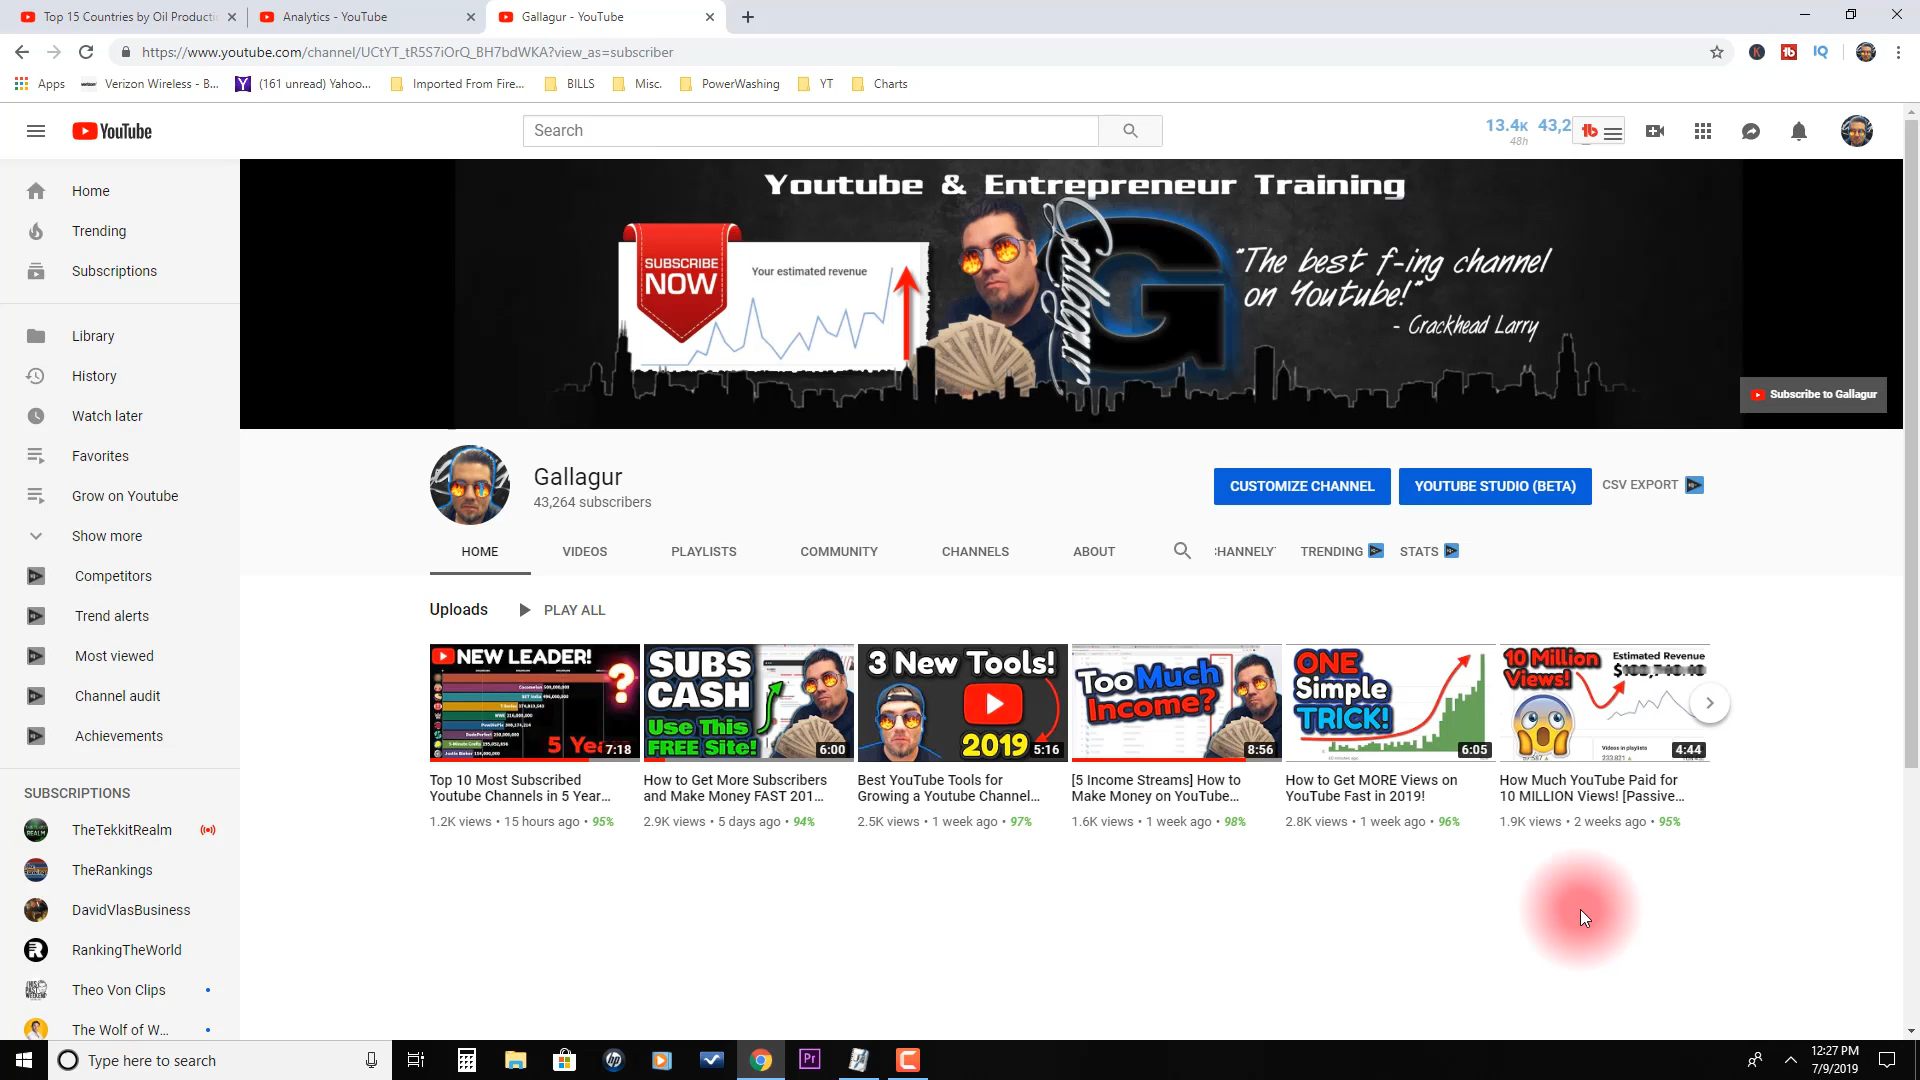 Top 15 Countries by Oil Producti
Analytics - YouTube
Gallagur - YouTube
https://www.youtube.com/channel/UCtYT_tR5S7iOrQ_BH7bdWKA?view_as=subscriber
Apps
Verizon Wireless - B...
(161 unread) Yahoo...
Imported From Fire...
BILLS
Misc.
PowerWashing
YT
Charts
YouTube
Search
13.4K 43,2
48h
Home
Trending
Subscriptions
Library
History
Watch later
Favorites
Grow on Youtube
Show more
Competitors
Trend alerts
Most viewed
Channel audit
Achievements
SUBSCRIPTIONS
TheTekkitRealm
TheRankings
DavidVlasBusiness
RankingTheWorld
Theo Von Clips
The Wolf of W...
Youtube & Entrepreneur Training
SUBSCRIBE
NOW
Your estimated revenue
Gallagur
G
"The best f-ing channel
on Youtube!"
- Crackhead Larry
Subscribe to Gallagur
Gallagur
43,264 subscribers
CUSTOMIZE CHANNEL
YOUTUBE STUDIO (BETA)
CSV EXPORT
HOME
VIDEOS
PLAYLISTS
COMMUNITY
CHANNELS
ABOUT
CHANNELY
TRENDING
STATS
Uploads
PLAY ALL
NEW LEADER!
?
5 Yea
7:18
Top 10 Most Subscribed
Youtube Channels in 5 Year...
1.2K views • 15 hours ago • 95%
SUBS
CASH
Use This
FREE Site!
6:00
How to Get More Subscribers
and Make Money FAST 201...
2.9K views • 5 days ago • 94%
3 New Tools!
2019
5:16
Best YouTube Tools for
Growing a Youtube Channel...
2.5K views • 1 week ago • 97%
Too Much
Income?
8:56
[5 Income Streams] How to
Make Money on YouTube...
1.6K views • 1 week ago • 98%
ONE
Simple
TRICK!
6:05
How to Get MORE Views on
YouTube Fast in 2019!
2.8K views • 1 week ago • 96%
10 Million
Views!
Estimated Revenue
Videos in playlists
233,821
4:44
How Much YouTube Paid for
10 MILLION Views! [Passive...
1.9K views • 2 weeks ago • 95%
Type here to search
12:27 PM
7/9/2019